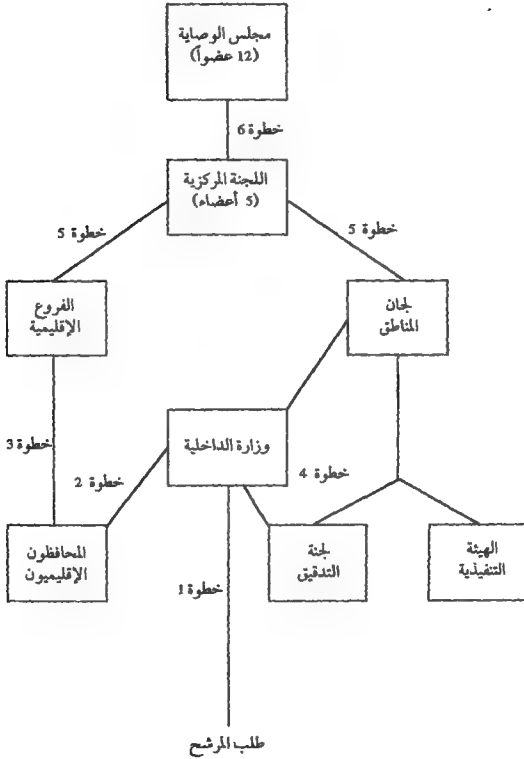 مجلس الوصاية
(12 عضواً)
خطوة 6
اللجنة المركزية
(5 أعضاء)
خطوة 5
خطوة 5
لجان
المناطق
الفروع
الإقليمية
وزارة الداخلية
خطوة 3
خطوة 4
خطوة 2
الهيئة
التنفيذية
لجنة
التدقيق
المحافظون
الإقليميون
خطوة 1
طلب المرشح